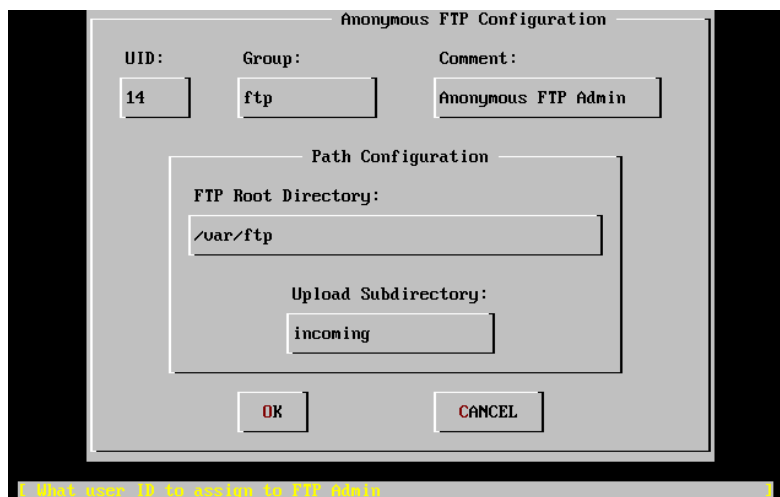 Anonymous FTP Configuration
UID: Group: Comment:
14 ftp Anonymous FTP Admin
Path Configuration
FTP Root Directory:
/var/ftp
Upload Subdirectory:
incoming
OK CANCEL
[ What user ID to assign to FTP Admin ]